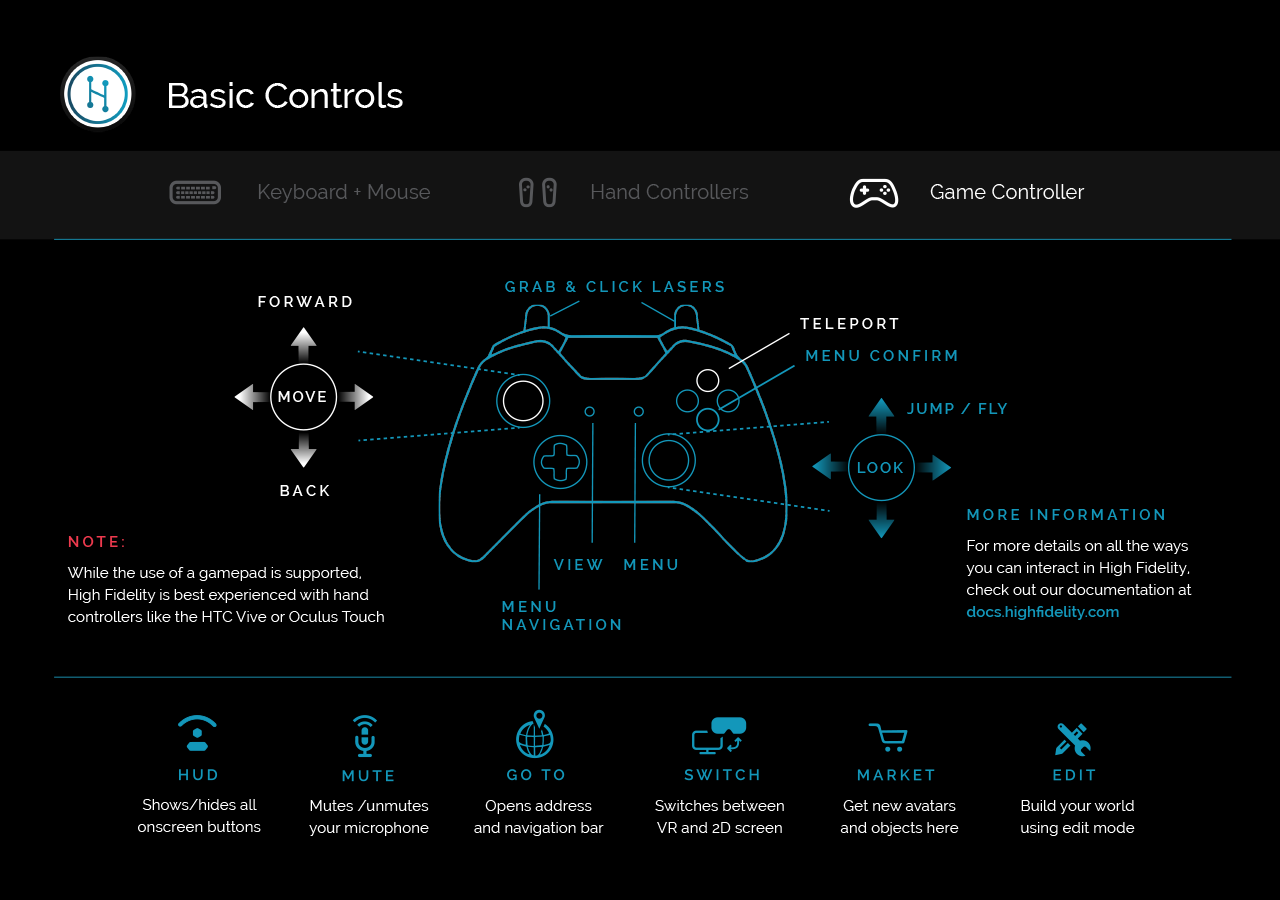 Basic Controls
Keyboard + Mouse
Hand Controllers
Game Controller
GRAB & CLICK LASERS
FORWARD
TELEPORT
MENU CONFIRM
MOVE
JUMP / FLY
LOOK
BACK
MORE INFORMATION
For more details on all the ways
you can interact in High Fidelity,
check out our documentation at
docs.highfidelity.com
NOTE:
While the use of a gamepad is supported,
High Fidelity is best experienced with hand
controllers like the HTC Vive or Oculus Touch
VIEW
MENU
MENU
NAVIGATION
HUD
Shows/hides all
onscreen buttons
MUTE
Mutes /unmutes
your microphone
GO TO
Opens address
and navigation bar
SWITCH
Switches between
VR and 2D screen
MARKET
Get new avatars
and objects here
EDIT
Build your world
using edit mode